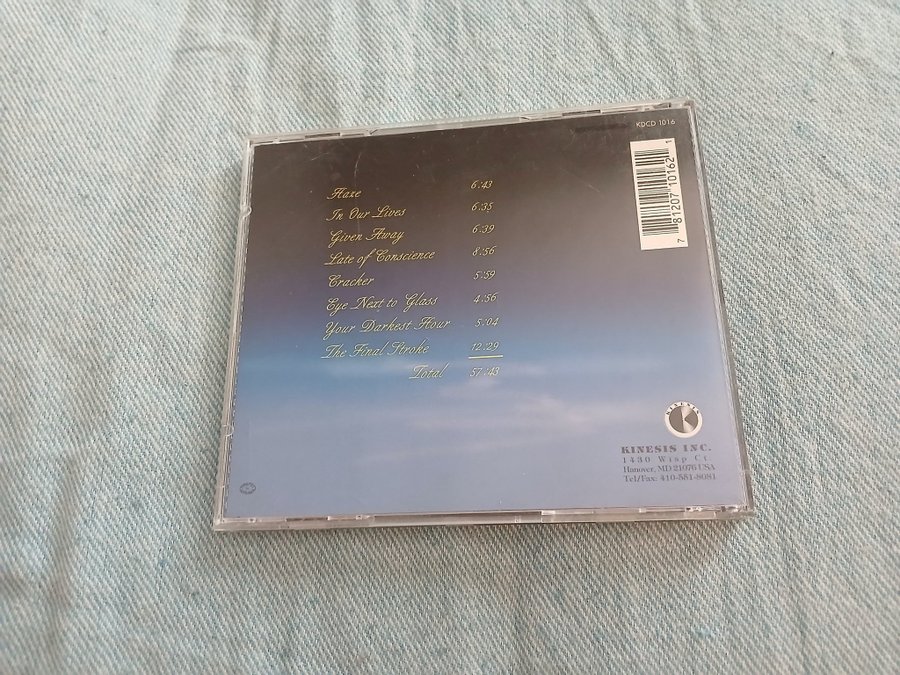 KDCD 1016
Haze 6:43
In Our Lives 6:35
Given Away 6:39
Late of Conscience 8:56
Cracker 5:59
Eye Next to Glass 4:56
Your Darkest Hour 5:04
The Final Stroke 12:29
Total 57:43
7 81207 10162 1
KINESIS
KINESIS INC.
1430 Wisp Ct.
Hanover, MD 21076 USA
Tel/Fax: 410-551-8081